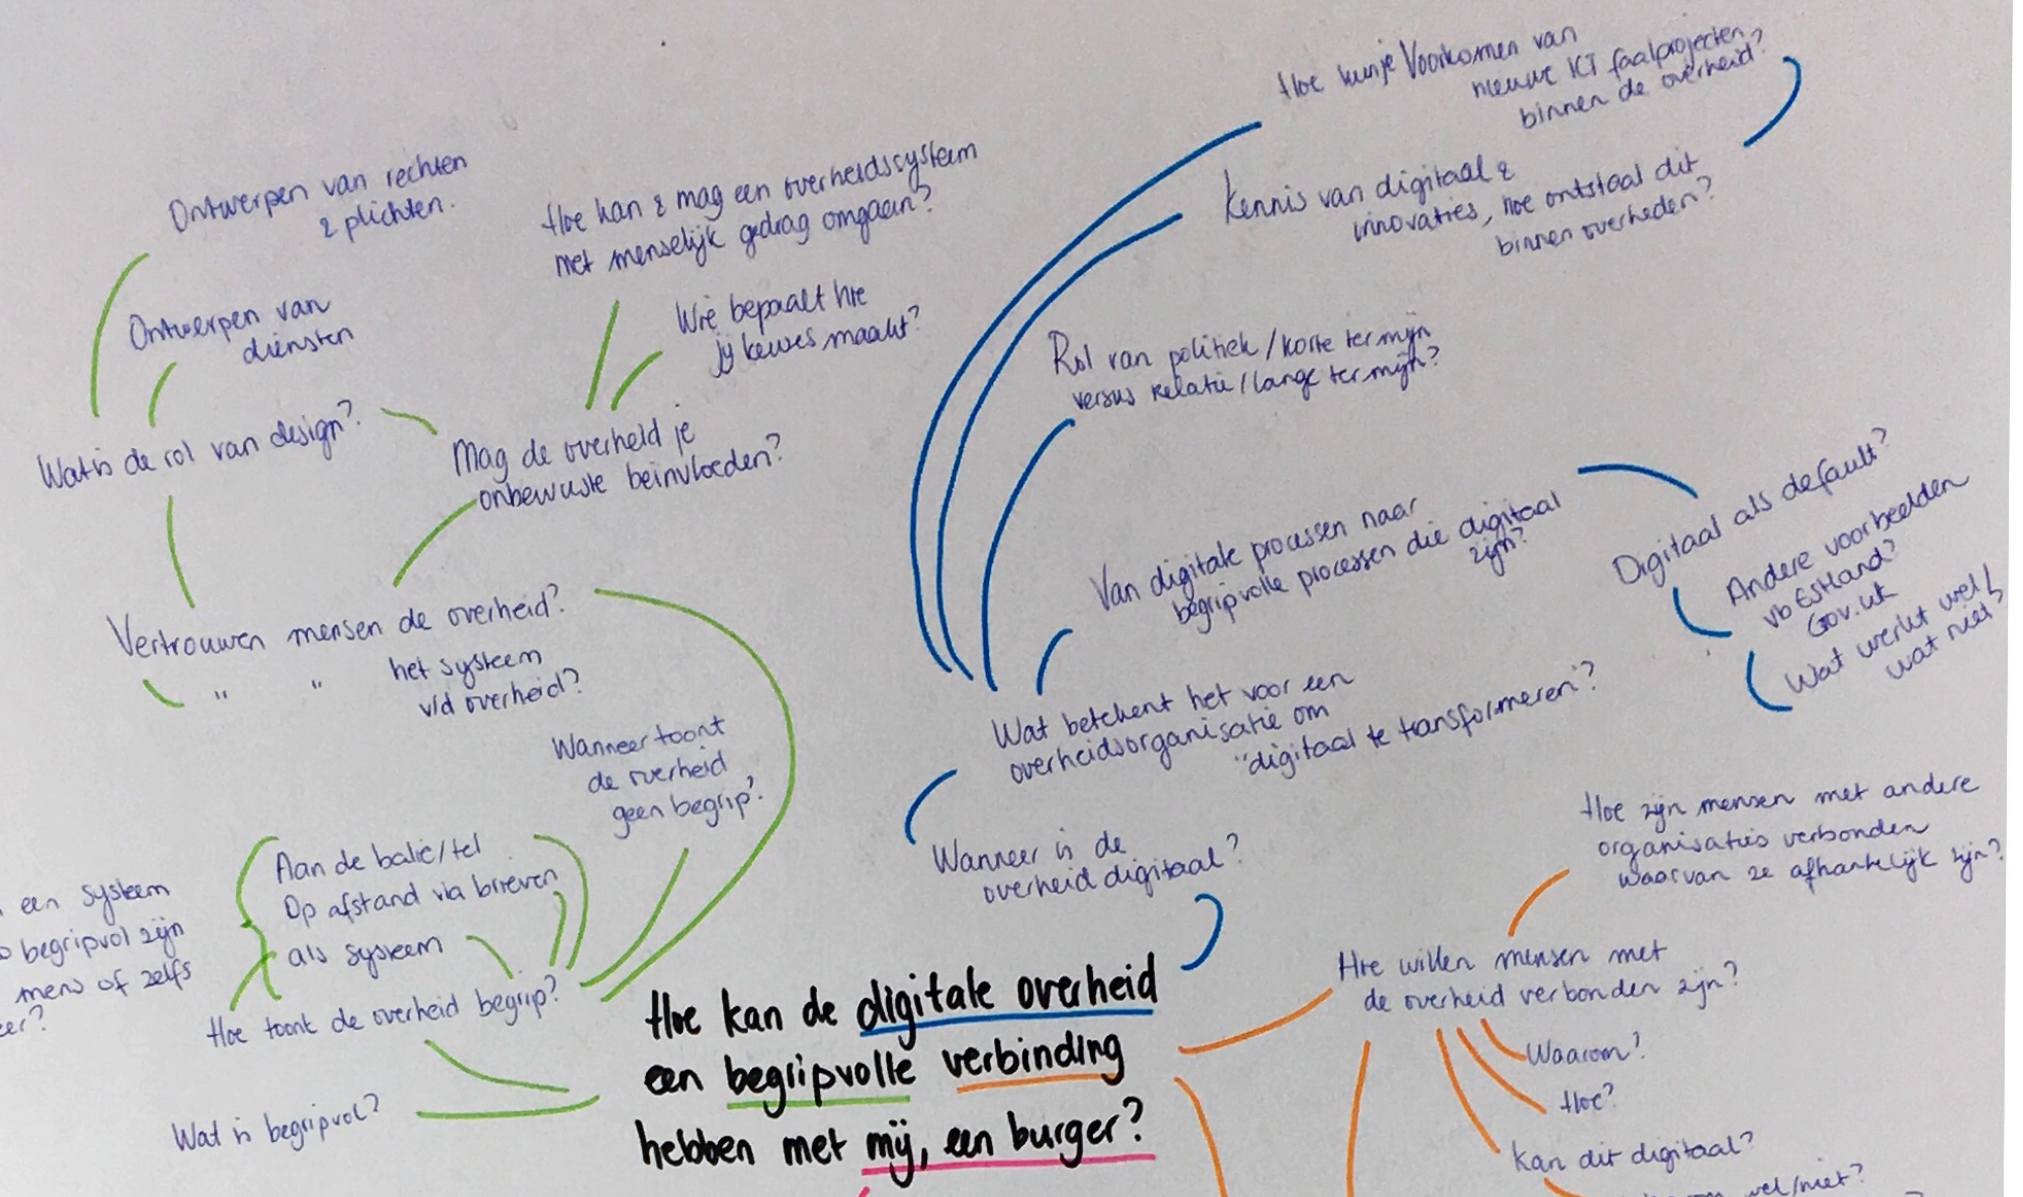 Hoe kun je Voorkomen van
nieuwe ICT faalprojecten
binnen de overheid?
Kennis van digitaal &
innovaties, hoe ontstaat dit
binnen overheden?
Ontwerpen van rechten
& plichten.
Hoe kan & mag een overheidssysteem
met menselijk gedrag omgaan?
Ontwerpen van
diensten
Wie bepaalt hoe
jij keuzes maakt?
Rol van politiek/korte termijn
versus relatie/lange termijn?
Wat is de rol van design?
Mag de overheid je
onbewuste beinvloeden?
Van digitale processen naar
begripvolle processen die digitaal
zijn?
Digitaal als default?
Andere voorbeelden
vb Estland?
Gov.uk
Wat werkt wel/
wat niet?
Vertrouwen mensen de overheid?
" " het systeem
v/d overheid?
Wat betekent het voor een
overheidsorganisatie om
"digitaal te transformeren"?
Wanneer toont
de overheid
geen begrip?
Wanneer is de
overheid digitaal?
Hoe zijn mensen met andere
organisaties verbonden
waarvan ze afhankelijk zijn?
Aan de balie/tel
Op afstand via brieven
als systeem
Hoe toont de overheid begrip?
een systeem
begripvol zijn
mens of zelfs
Wat is begripvol?
Hoe kan de digitale overheid
een begripvolle verbinding
hebben met mij, een burger?
Hoe willen mensen met
de overheid verbonden zijn?
Waarom?
Hoe?
Kan dit digitaal?
wel/niet?